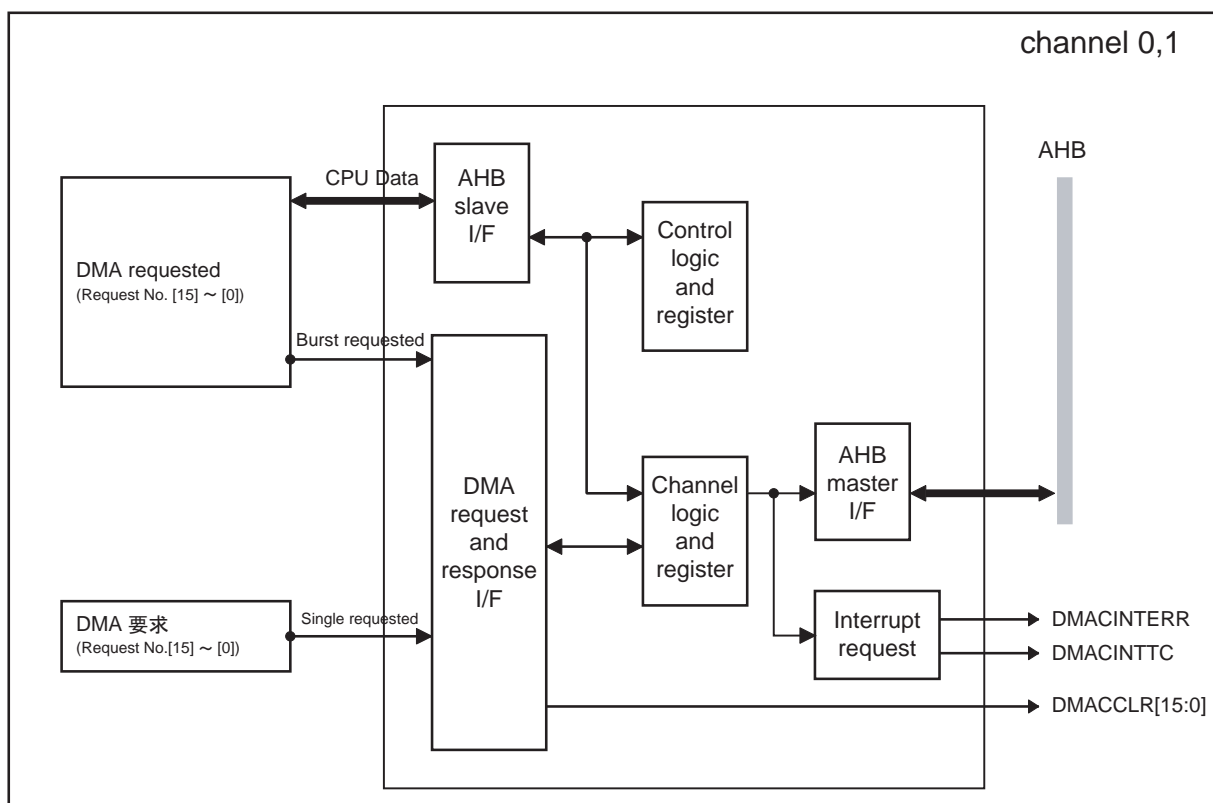 channel 0,1
AHB
CPU Data
AHB
slave
I/F
Control
logic
and
register
DMA requested
(Request No. [15] ～ [0])
Burst requested
DMA
request
and
response
I/F
Channel
logic
and
register
AHB
master
I/F
DMA 要求
(Request No.[15] ～ [0])
Single requested
Interrupt
request
DMACINTERR
DMACINTTC
DMACCLR[15:0]